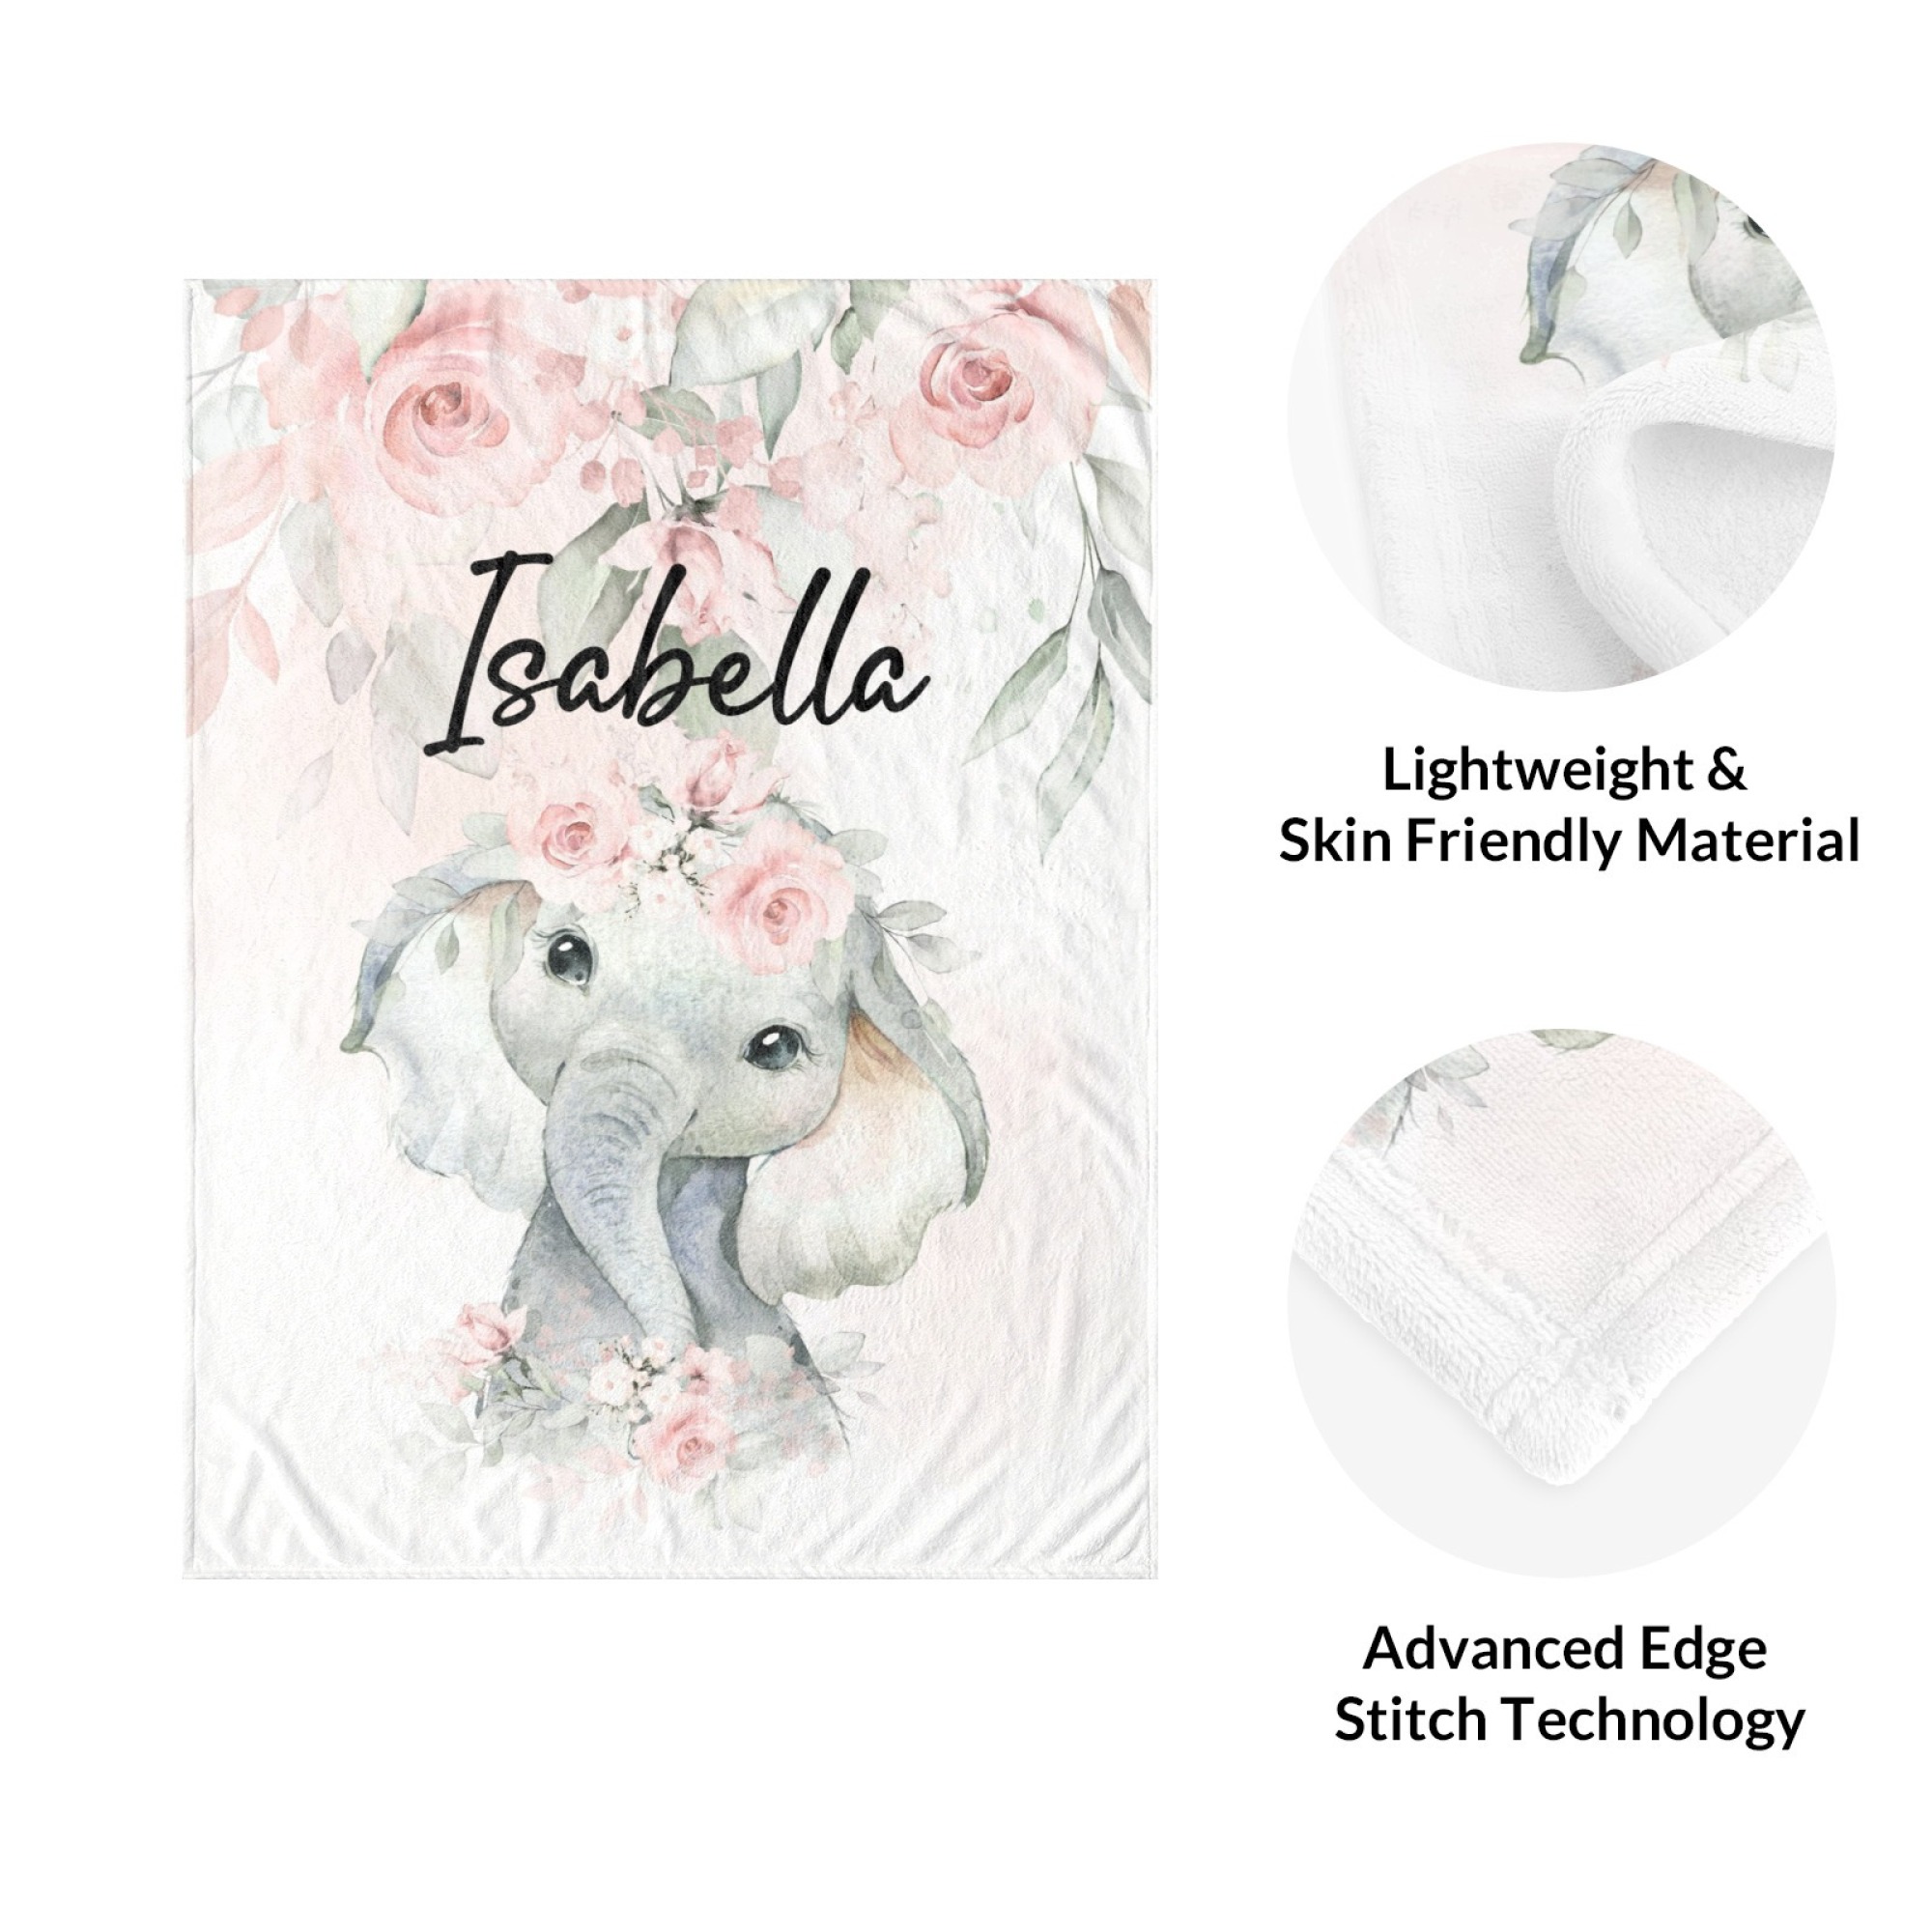 Isabella
Lightweight &
Skin Friendly Material
Advanced Edge
Stitch Technology